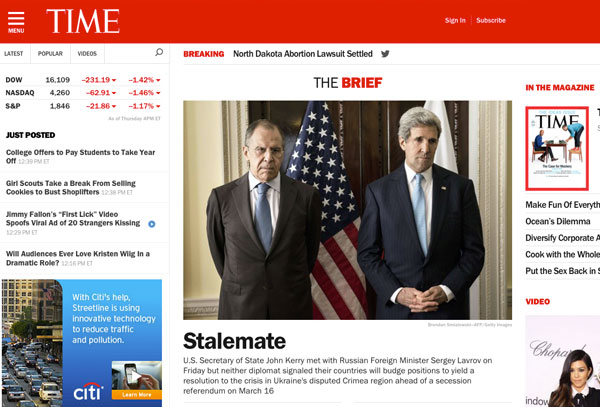 MENU
TIME
Sign In | Subscribe
LATEST POPULAR VIDEOS
BREAKING North Dakota Abortion Lawsuit Settled
DOW 16,109 –231.19 –1.42%
NASDAQ 4,260 –62.91 –1.46%
S&P 1,846 –21.86 –1.17%
As of Thursday 4PM ET
JUST POSTED
College Offers to Pay Students to Take Year
Off 12:39 PM ET
Girl Scouts Take a Break From Selling
Cookies to Bust Shoplifters 12:39 PM ET
Jimmy Fallon’s “First Lick” Video
Spoofs Viral Ad of 20 Strangers Kissing
12:29 PM ET
Will Audiences Ever Love Kristen Wiig In a
Dramatic Role? 12:16 PM ET
With Citi's help,
Streetline is using
innovative technology
to reduce traffic
and pollution.
citi
Learn More
THE BRIEF
Brendan Smialowski—AFP/Getty Images
Stalemate
U.S. Secretary of State John Kerry met with Russian Foreign Minister Sergey Lavrov on
Friday but neither diplomat signaled their countries will budge positions to yield a
resolution to the crisis in Ukraine's disputed Crimea region ahead of a secession
referendum on March 16
IN THE MAGAZINE
TIME
Make Fun Of Everyth
Ocean's Dilemma
Diversify Corporate A
Cook with the Whole
Put the Sex Back in S
VIDEO
Chopard